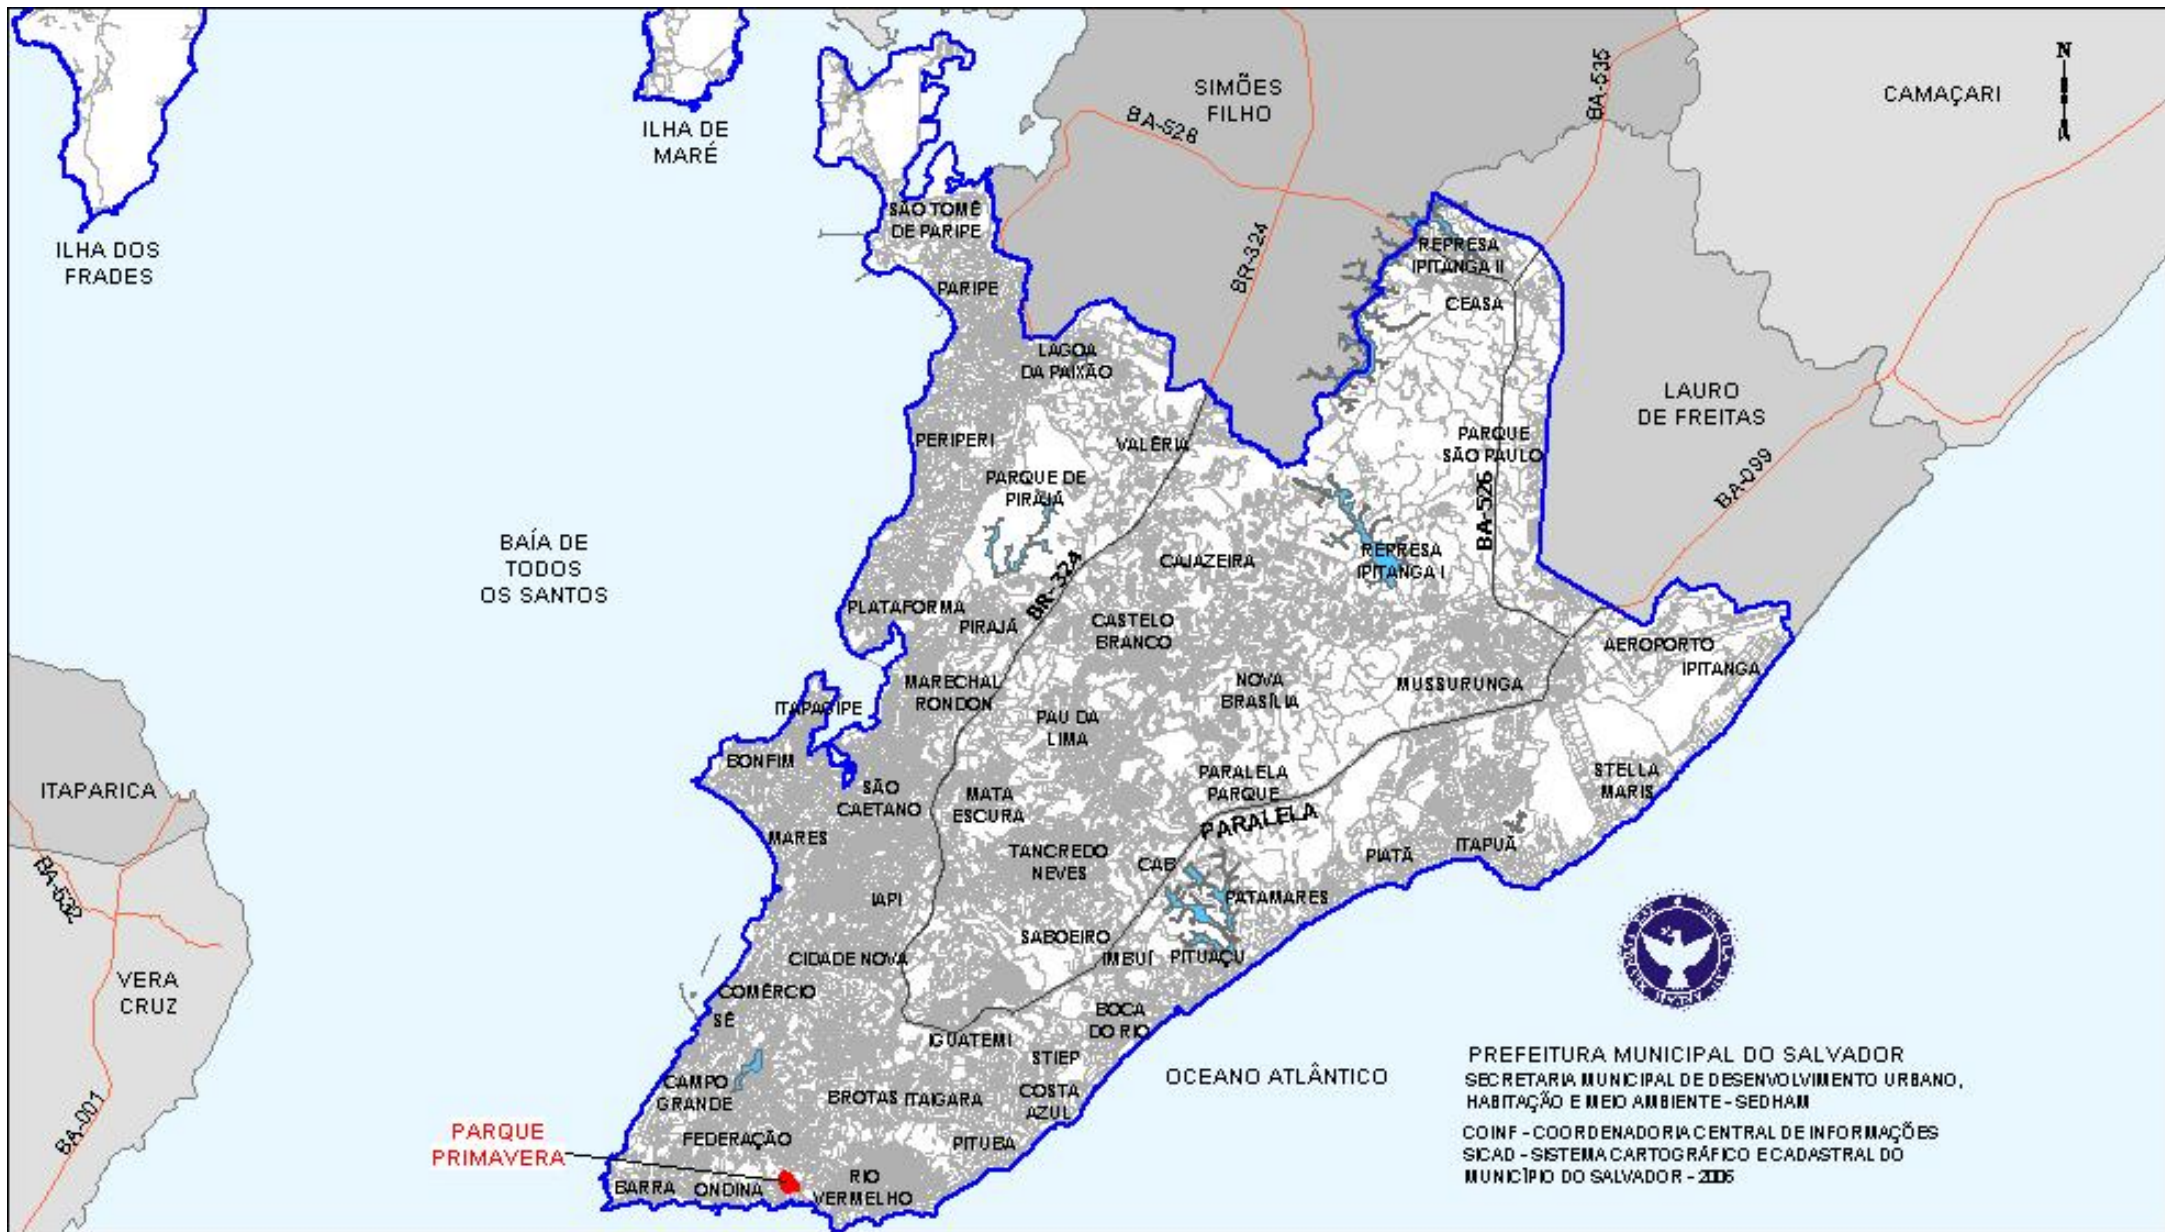 N
CAMAÇARI
SIMÕES
FILHO
BA-535
BA-528
ILHA DE
MARÉ
ILHA DOS
FRADES
SÃO TOMÉ
DE PARIPE
BR-324
REPRESA
IPITANGA II
PARIPE
CEASA
LAGOA
DA PAIXÃO
LAURO
DE FREITAS
PERIPERI
VALÉRIA
PARQUE
SÃO PAULO
PARQUE DE
PIRAJÁ
BA-099
BA-526
BAÍA DE
TODOS
OS SANTOS
REPRESA
IPITANGA I
CAJAZEIRA
BR-324
PLATAFORMA
PIRAJÁ
CASTELO
BRANCO
AEROPORTO
IPITANGA
MARECHAL
RONDON
NOVA
BRASÍLIA
MUSSURUNGA
ITAPAGIPE
PAU DA
LIMA
BONFIM
STELLA
MARIS
PARALELA
PARQUE
ITAPARICA
SÃO
CAETANO
MATA
ESCURA
PARALELA
MARES
ITAPUÃ
TANCREDO
NEVES
CAB
PIATÃ
BA-532
IAPI
PATAMARES
SABOEIRO
IMBUÍ
PITUAÇU
CIDADE NOVA
VERA
CRUZ
COMÉRCIO
SÉ
BOCA
DO RIO
IGUATEMI
STIEP
OCEANO ATLÂNTICO
CAMPO
GRANDE
BROTAS
ITAIGARA
COSTA
AZUL
BA-001
PARQUE
PRIMAVERA
FEDERAÇÃO
PITUBA
BARRA
ONDINA
RIO
VERMELHO
PREFEITURA MUNICIPAL DO SALVADOR
SECRETARIA MUNICIPAL DE DESENVOLVIMENTO URBANO,
HABITAÇÃO E MEIO AMBIENTE - SEDHAM
COINF - COORDENADORIA CENTRAL DE INFORMAÇÕES
SICAD - SISTEMA CARTOGRÁFICO E CADASTRAL DO
MUNICÍPIO DO SALVADOR - 2006